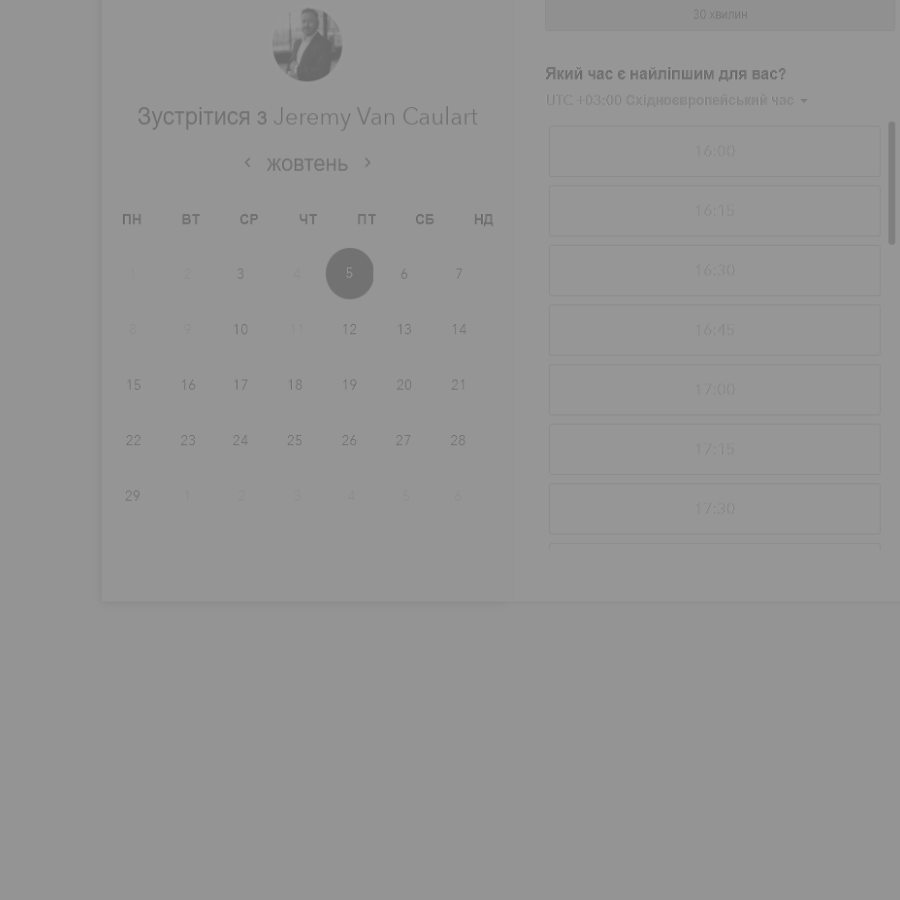 Зустрітися з Jeremy Van Caulart
‹ жовтень ›
ПН ВТ СР ЧТ ПТ СБ НД
1 2 3 4 5 6 7
8 9 10 11 12 13 14
15 16 17 18 19 20 21
22 23 24 25 26 27 28
29 1 2 3 4 5 6
30 хвилин
Який час є найліпшим для вас?
UTC +03:00 Східноєвропейський час
16:00
16:15
16:30
16:45
17:00
17:15
17:30